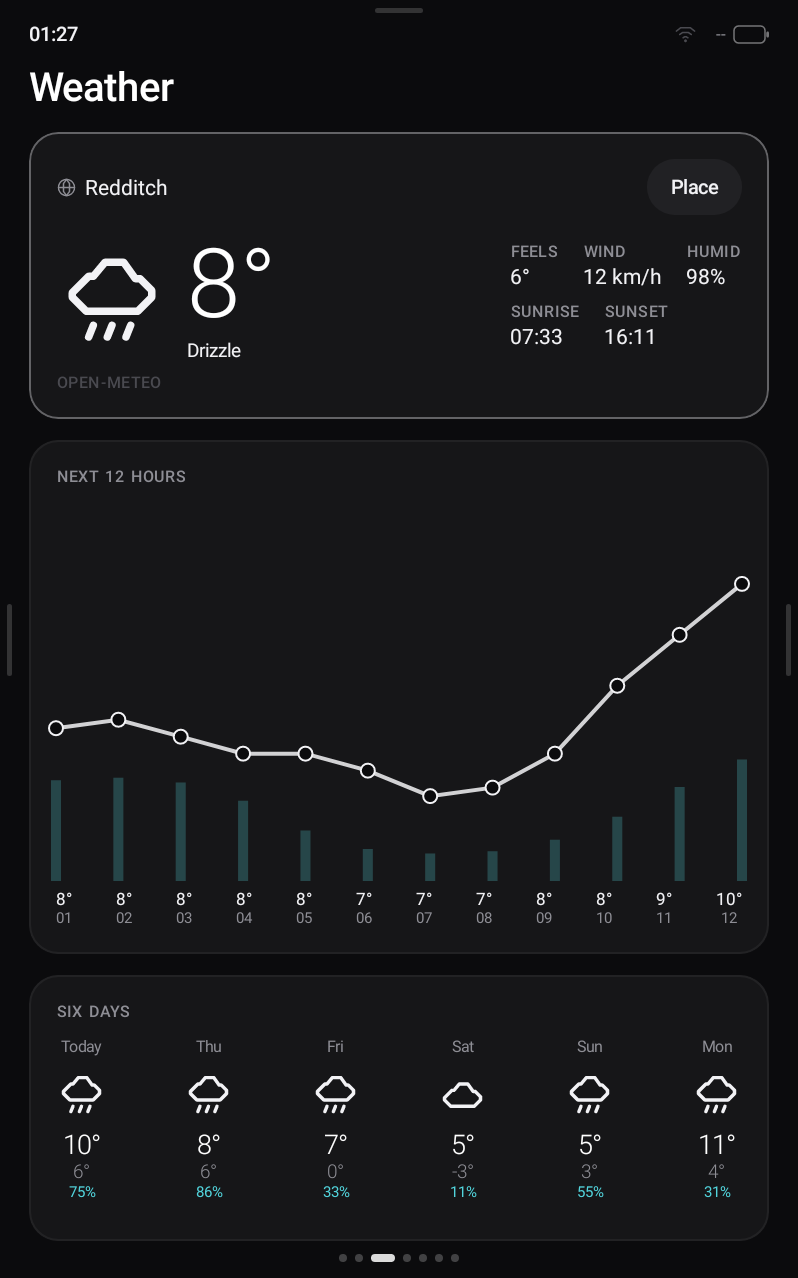 01:27
--
Weather
Redditch
Place
8°
Drizzle
FEELS WIND HUMID
6° 12 km/h 98%
SUNRISE SUNSET
07:33 16:11
OPEN-METEO
NEXT 12 HOURS
8° 8° 8° 8° 8° 7° 7° 7° 8° 8° 9° 10°
01 02 03 04 05 06 07 08 09 10 11 12
SIX DAYS
Today Thu Fri Sat Sun Mon
10° 8° 7° 5° 5° 11°
6° 6° 0° -3° 3° 4°
75% 86% 33% 11% 55% 31%